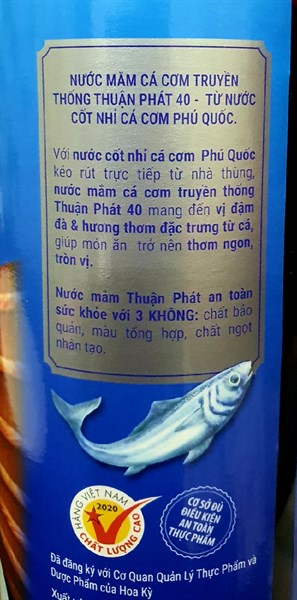 NƯỚC MẮM CÁ CƠM TRUYỀN
THỐNG THUẬN PHÁT 40 - TỪ NƯỚC
CỐT NHỈ CÁ CƠM PHÚ QUỐC.
Với nước cốt nhỉ cá cơm Phú Quốc
kéo rút trực tiếp từ nhà thùng,
nước mắm cá cơm truyền thống
Thuận Phát 40 mang đến vị đậm
đà & hương thơm đặc trưng từ cá,
giúp món ăn trở nên thơm ngon,
tròn vị.
Nước mắm Thuận Phát an toàn
sức khỏe với 3 KHÔNG: chất bảo
quản, màu tổng hợp, chất ngọt
nhân tạo.
HÀNG VIỆT NAM
2020
CHẤT LƯỢNG CAO
CƠ SỞ ĐỦ
ĐIỀU KIỆN
AN TOÀN
THỰC PHẨM
Đã đăng ký với Cơ Quan Quản Lý Thực Phẩm và
Dược Phẩm của Hoa Kỳ
Xuất